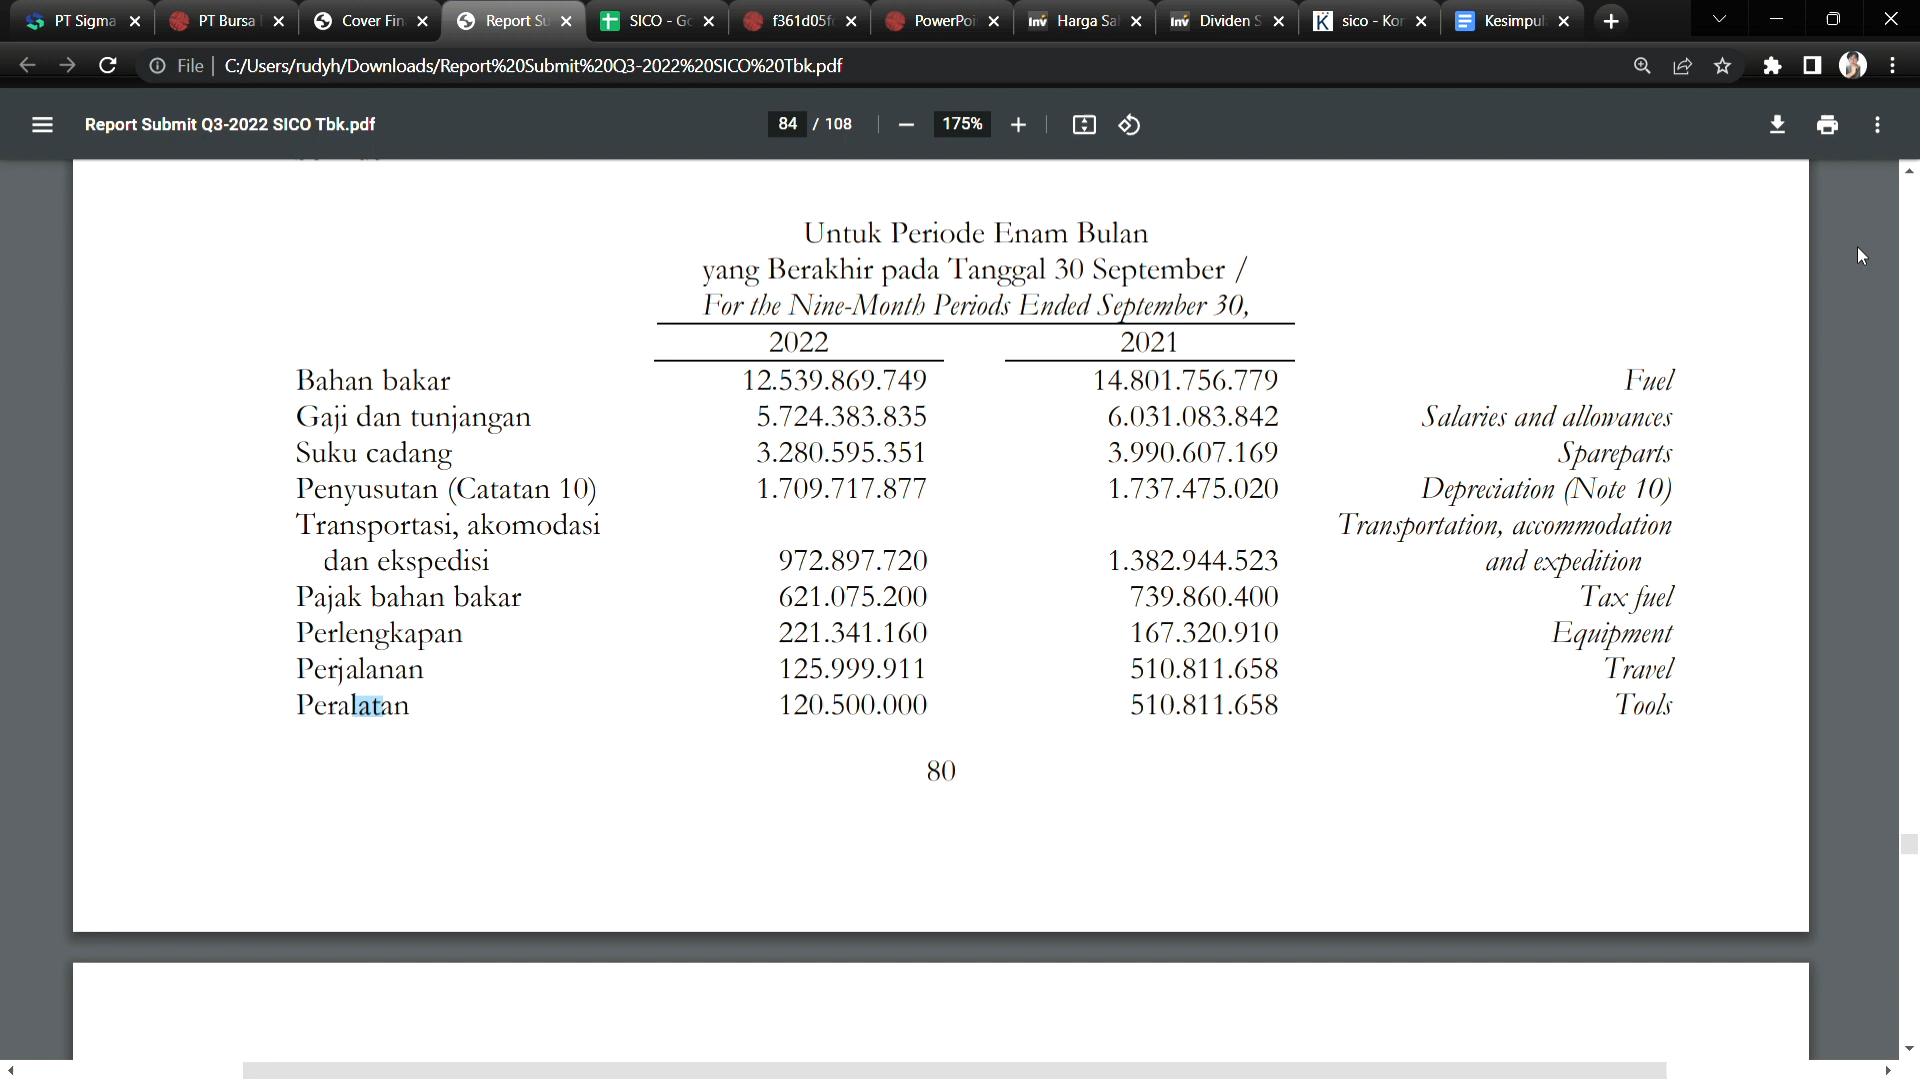 PT Sigma
PT Bursa
Cover Fin
Report Su
SICO - Go
f361d05f
PowerPoi
Inv Harga Sa
Inv Dividen S
K sico - Kor
Kesimpul
File | C:/Users/rudyh/Downloads/Report%20Submit%20Q3-2022%20SICO%20Tbk.pdf
Report Submit Q3-2022 SICO Tbk.pdf
84 / 108
175%
Untuk Periode Enam Bulan
yang Berakhir pada Tanggal 30 September /
For the Nine-Month Periods Ended September 30,
2022 2021
Bahan bakar 12.539.869.749 14.801.756.779 Fuel
Gaji dan tunjangan 5.724.383.835 6.031.083.842 Salaries and allowances
Suku cadang 3.280.595.351 3.990.607.169 Spareparts
Penyusutan (Catatan 10) 1.709.717.877 1.737.475.020 Depreciation (Note 10)
Transportasi, akomodasi Transportation, accommodation
dan ekspedisi 972.897.720 1.382.944.523 and expedition
Pajak bahan bakar 621.075.200 739.860.400 Tax fuel
Perlengkapan 221.341.160 167.320.910 Equipment
Perjalanan 125.999.911 510.811.658 Travel
Peralatan 120.500.000 510.811.658 Tools
80